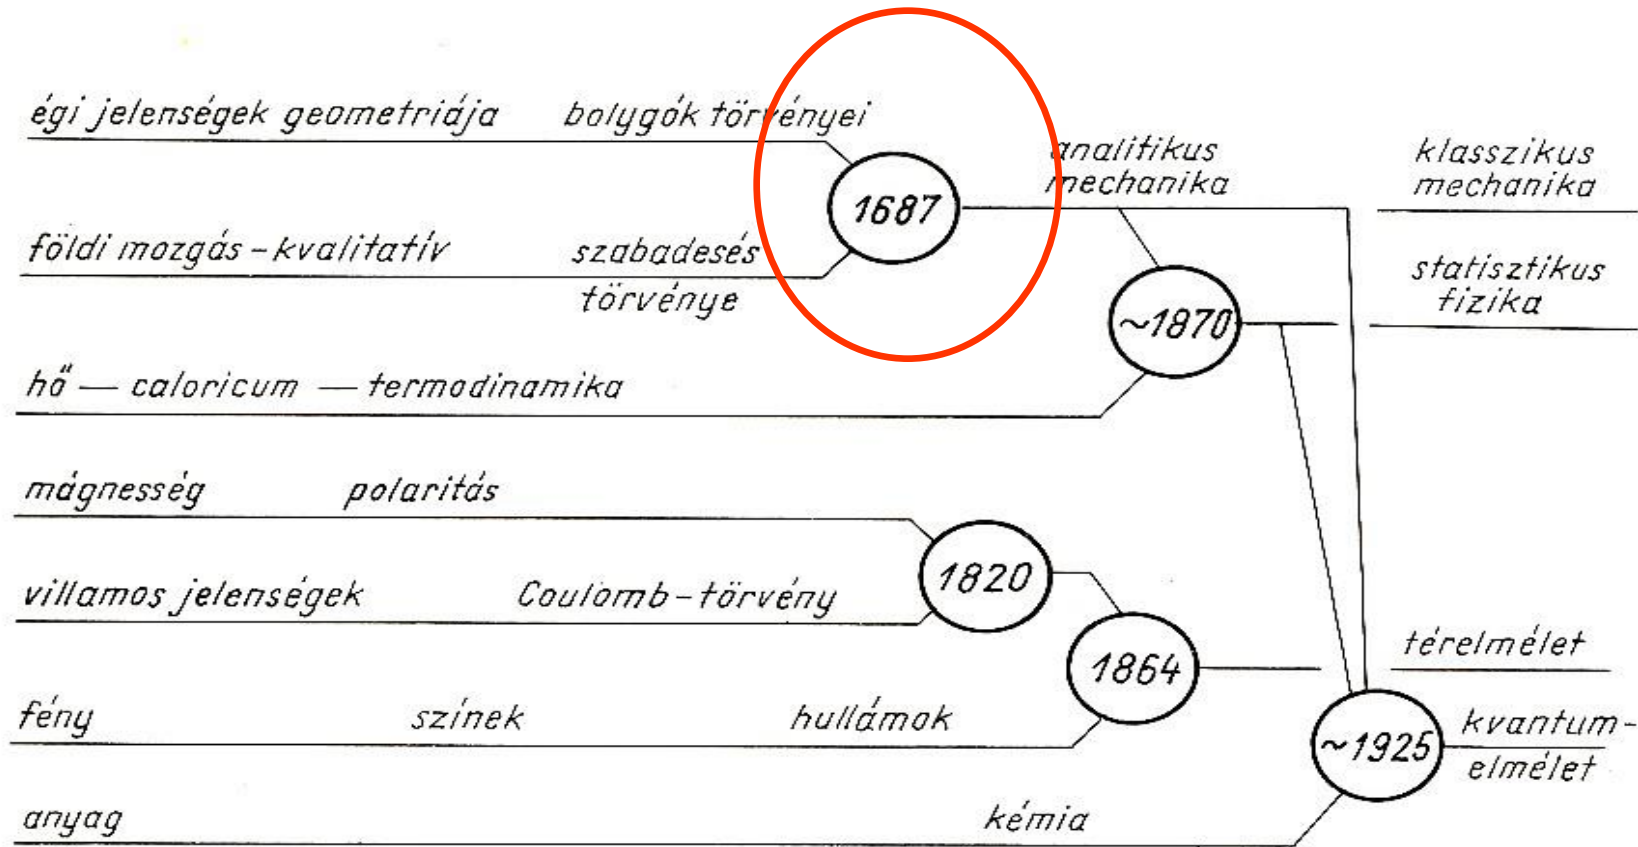 égi jelenségek geometriája bolygók törvényei
analitikus
mechanika
klasszikus
mechanika
1687
földi mozgás – kvalitatív szabadesés
törvénye
statisztikus
fizika
~1870
hő — caloricum — termodinamika
mágnesség polaritás
1820
villamos jelenségek Coulomb-törvény
térelmélet
1864
fény színek hullámok
kvantum-
elmélet
~1925
anyag kémia